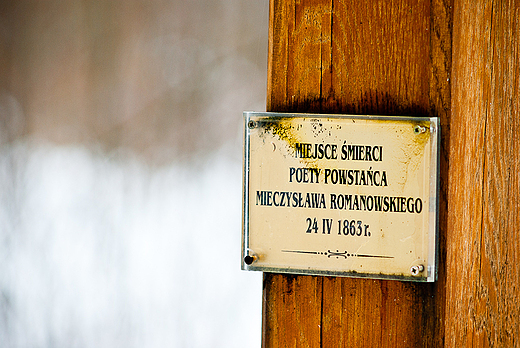 MIEJSCE ŚMIERCI
POETY POWSTAŃCA
MIECZYSŁAWA ROMANOWSKIEGO
24 IV 1863 r.